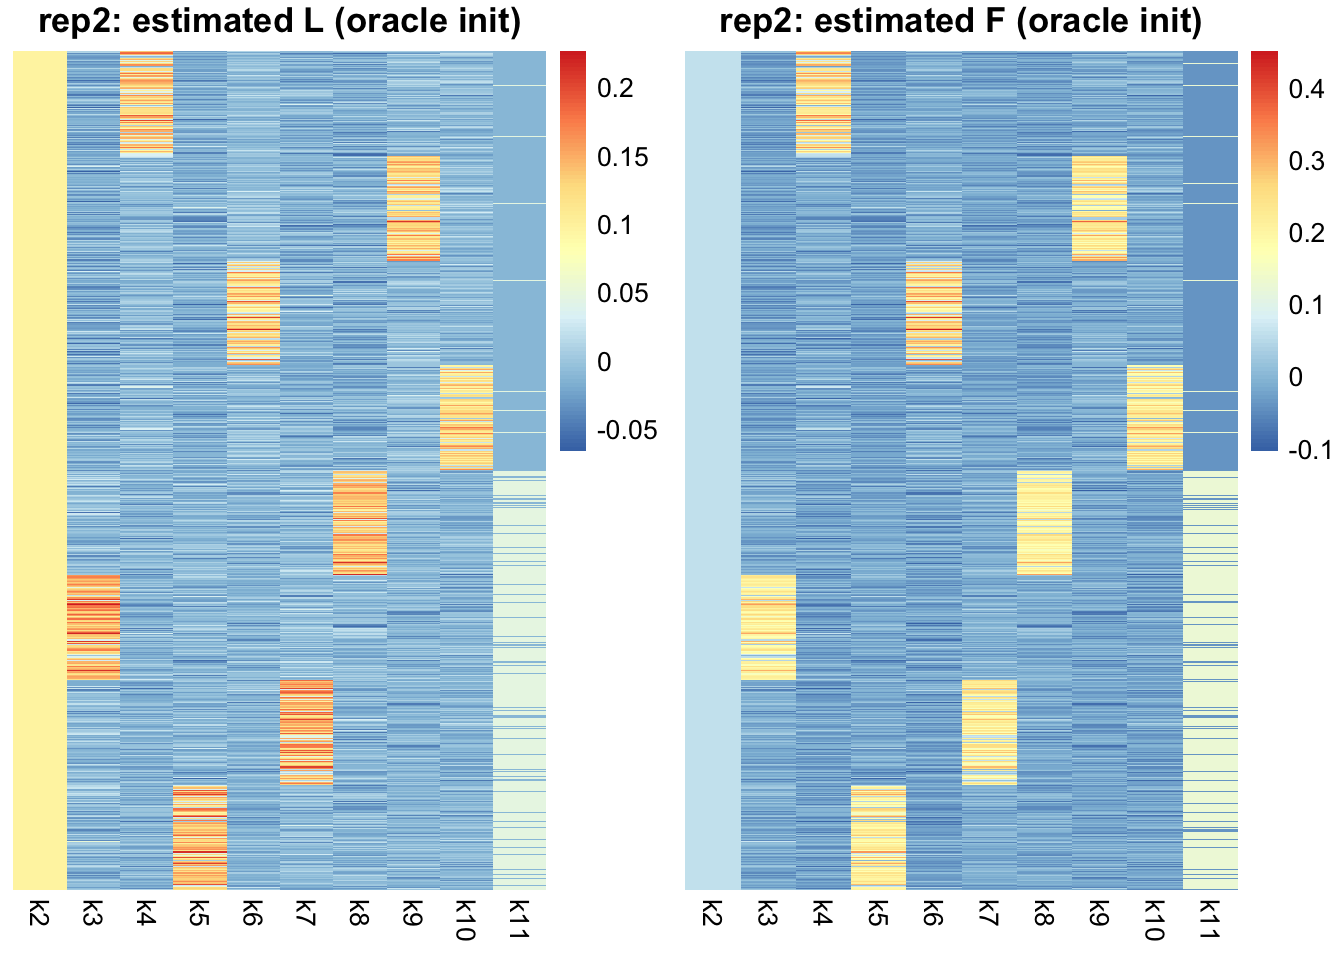 rep2: estimated L (oracle init)
0.2
0.15
0.1
0.05
0
-0.05
k2
k3
k4
k5
k6
k7
k8
k9
k10
k11
rep2: estimated F (oracle init)
0.4
0.3
0.2
0.1
0
-0.1
k2
k3
k4
k5
k6
k7
k8
k9
k10
k11